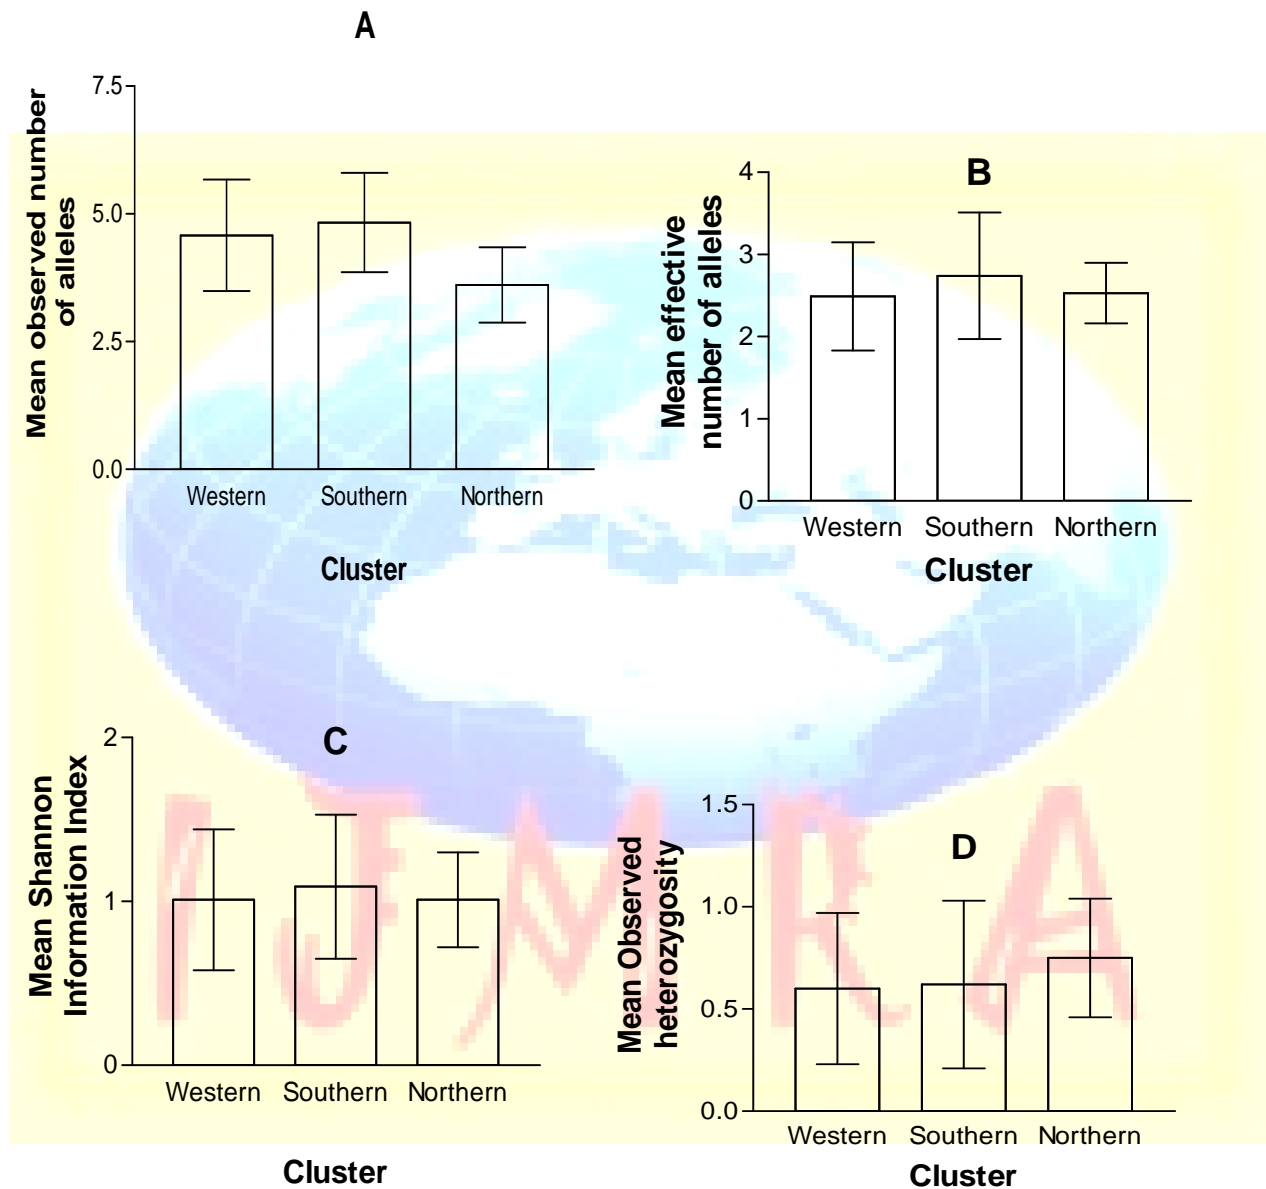 A
7.5
5.0
2.5
0.0
Mean observed number
of alleles
Western Southern Northern
Cluster
B
4
3
2
1
0
Mean effective
number of alleles
Western Southern Northern
Cluster
C
2
1
0
Mean Shannon
Information Index
Western Southern Northern
Cluster
D
1.5
1.0
0.5
0.0
Mean Observed
heterozygosity
Western Southern Northern
Cluster
IJMRA